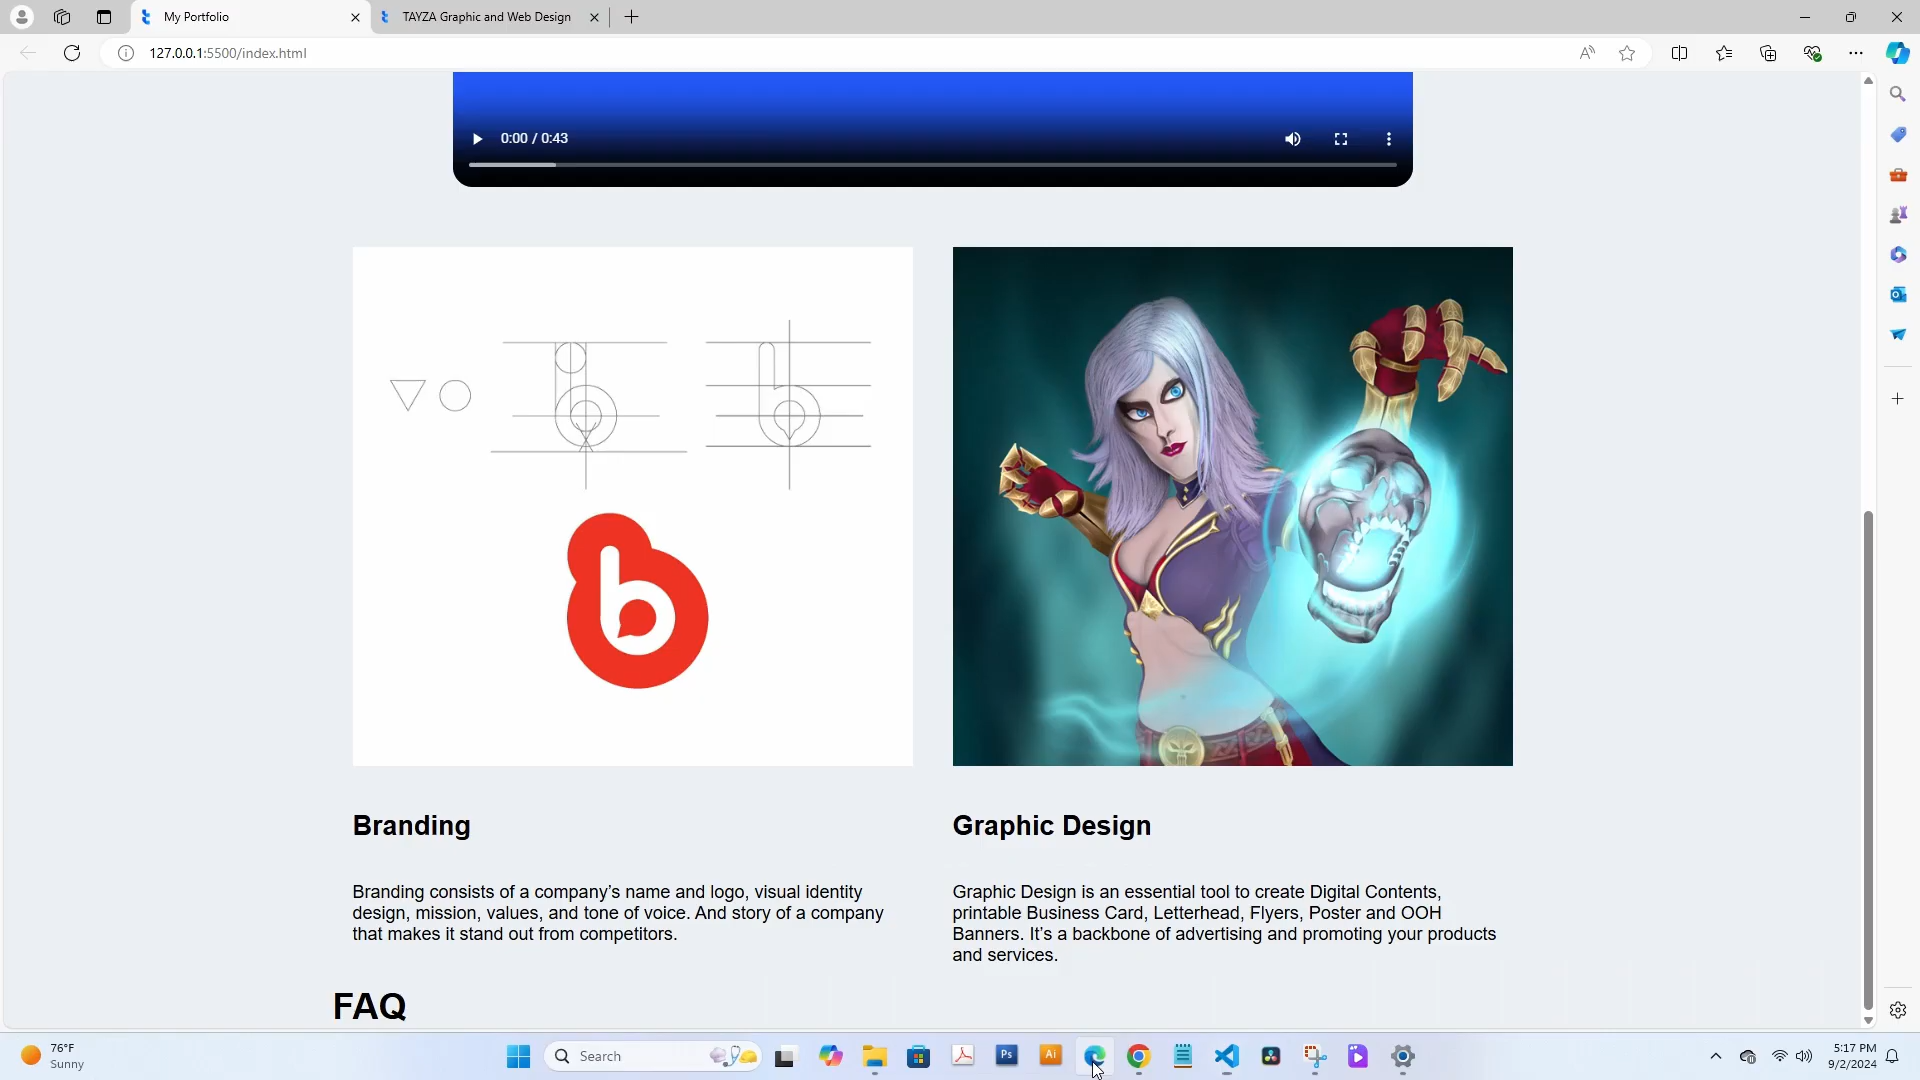 My Portfolio
TAYZA Graphic and Web Design
127.0.0.1:5500/index.html
0:00 / 0:43
b
Branding
Branding consists of a company’s name and logo, visual identity
design, mission, values, and tone of voice. And story of a company
that makes it stand out from competitors.
Graphic Design
Graphic Design is an essential tool to create Digital Contents,
printable Business Card, Letterhead, Flyers, Poster and OOH
Banners. It’s a backbone of advertising and promoting your products
and services.
FAQ
76°F
Sunny
Search
Ps
Ai
5:17 PM
9/2/2024